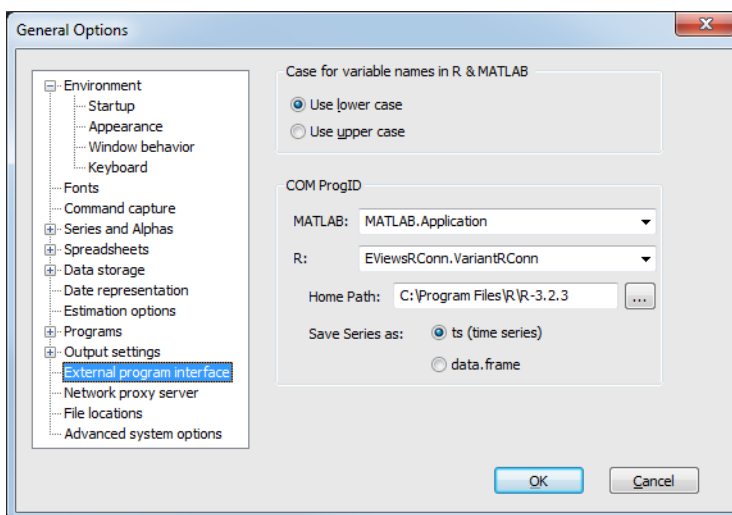 General Options
Environment
Startup
Appearance
Window behavior
Keyboard
Fonts
Command capture
Series and Alphas
Spreadsheets
Data storage
Date representation
Estimation options
Programs
Output settings
External program interface
Network proxy server
File locations
Advanced system options
Case for variable names in R & MATLAB
Use lower case
Use upper case
COM ProgID
MATLAB: MATLAB.Application
R: EViewsRConn.VariantRConn
Home Path: C:\Program Files\R\R-3.2.3 ...
Save Series as: ts (time series)
data.frame
OK Cancel